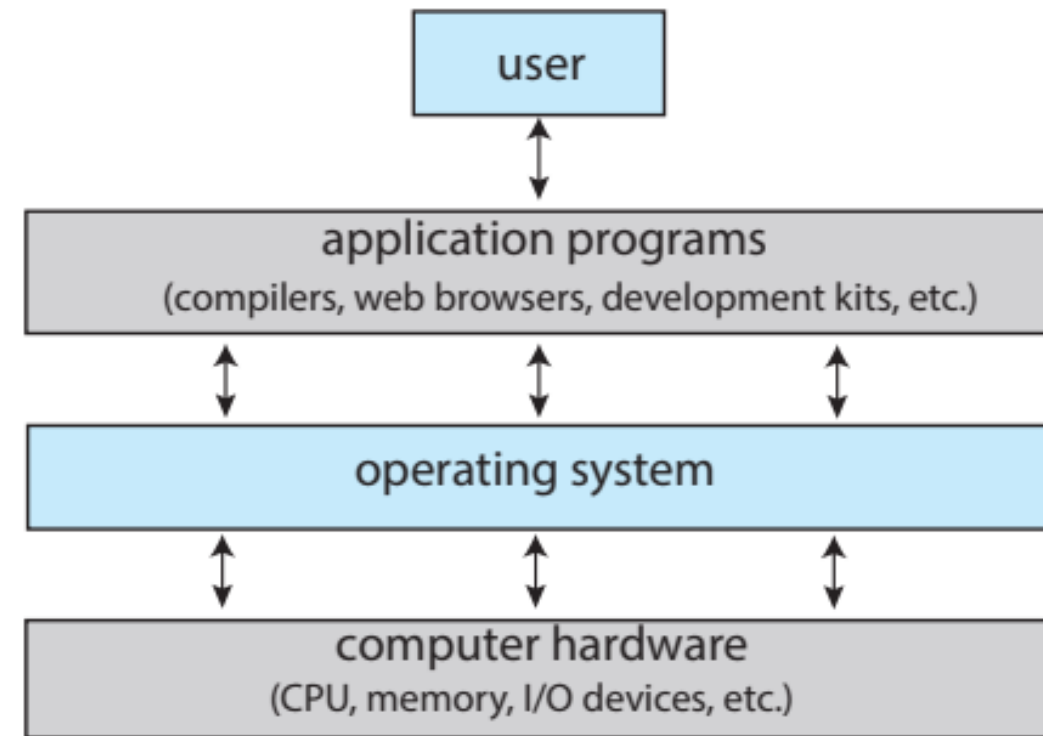 user
application programs
(compilers, web browsers, development kits, etc.)
operating system
computer hardware
(CPU, memory, I/O devices, etc.)